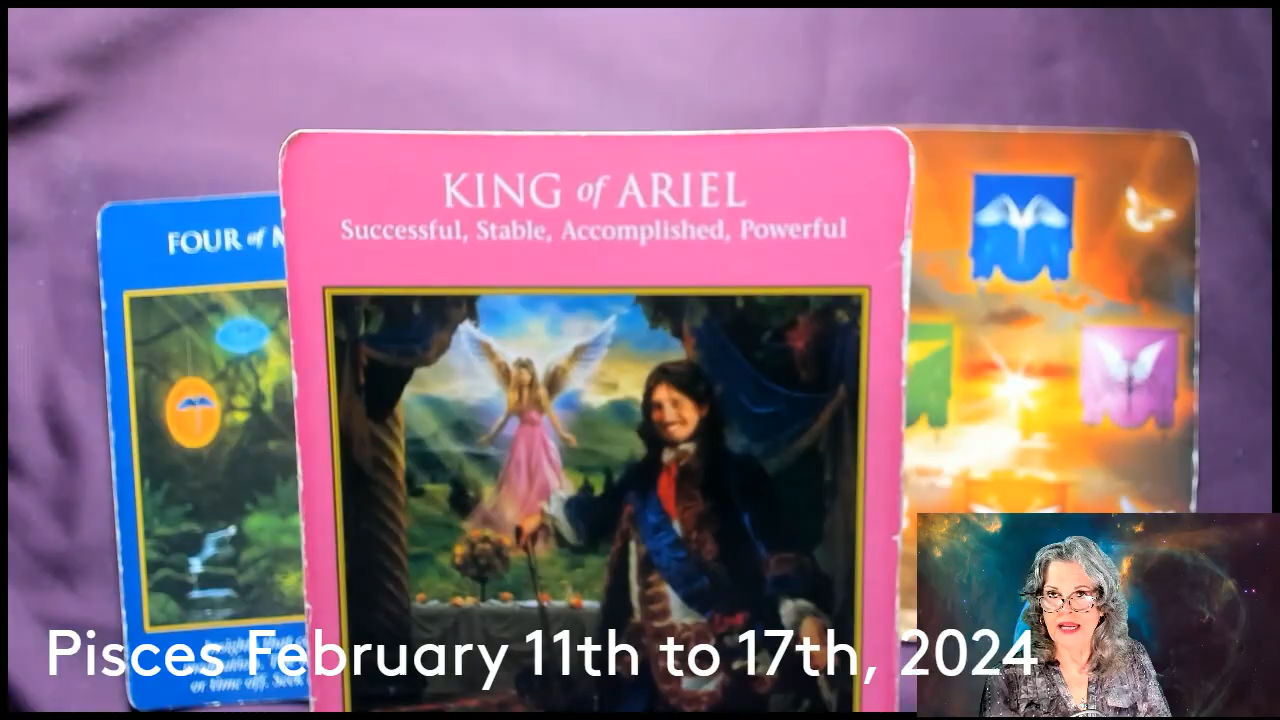 KING of ARIEL
Successful, Stable, Accomplished, Powerful
FOUR of
Pisces February 11th to 17th, 2024